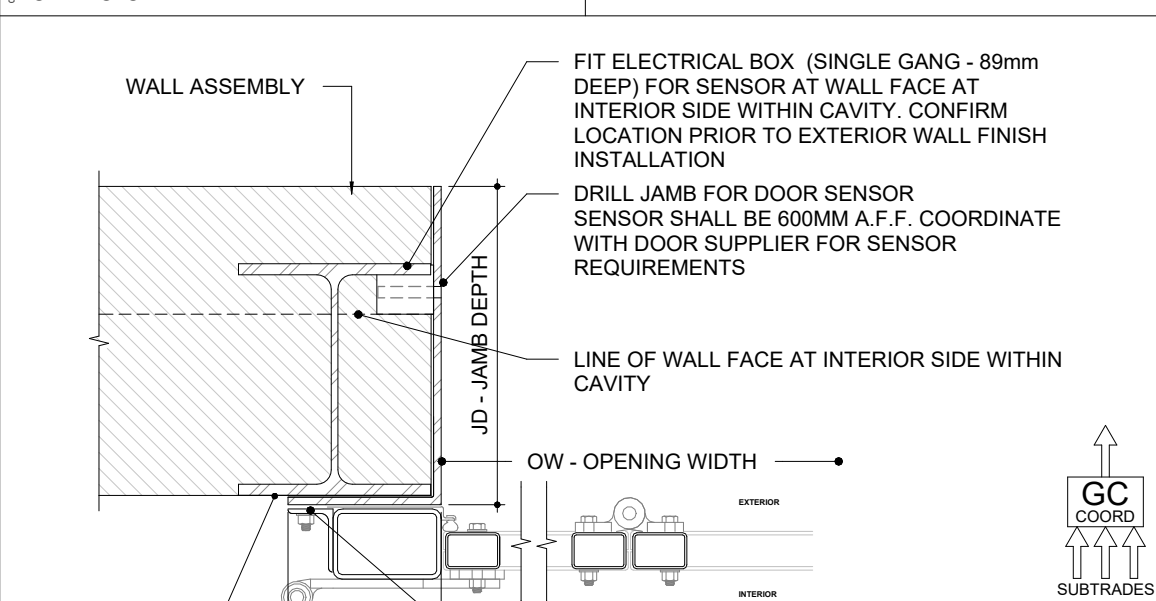 WALL ASSEMBLY
FIT ELECTRICAL BOX (SINGLE GANG - 89mm
DEEP) FOR SENSOR AT WALL FACE AT
INTERIOR SIDE WITHIN CAVITY. CONFIRM
LOCATION PRIOR TO EXTERIOR WALL FINISH
INSTALLATION
DRILL JAMB FOR DOOR SENSOR
SENSOR SHALL BE 600MM A.F.F. COORDINATE
WITH DOOR SUPPLIER FOR SENSOR
REQUIREMENTS
JD - JAMB DEPTH
LINE OF WALL FACE AT INTERIOR SIDE WITHIN
CAVITY
OW - OPENING WIDTH
EXTERIOR
INTERIOR
GC
COORD
SUBTRADES